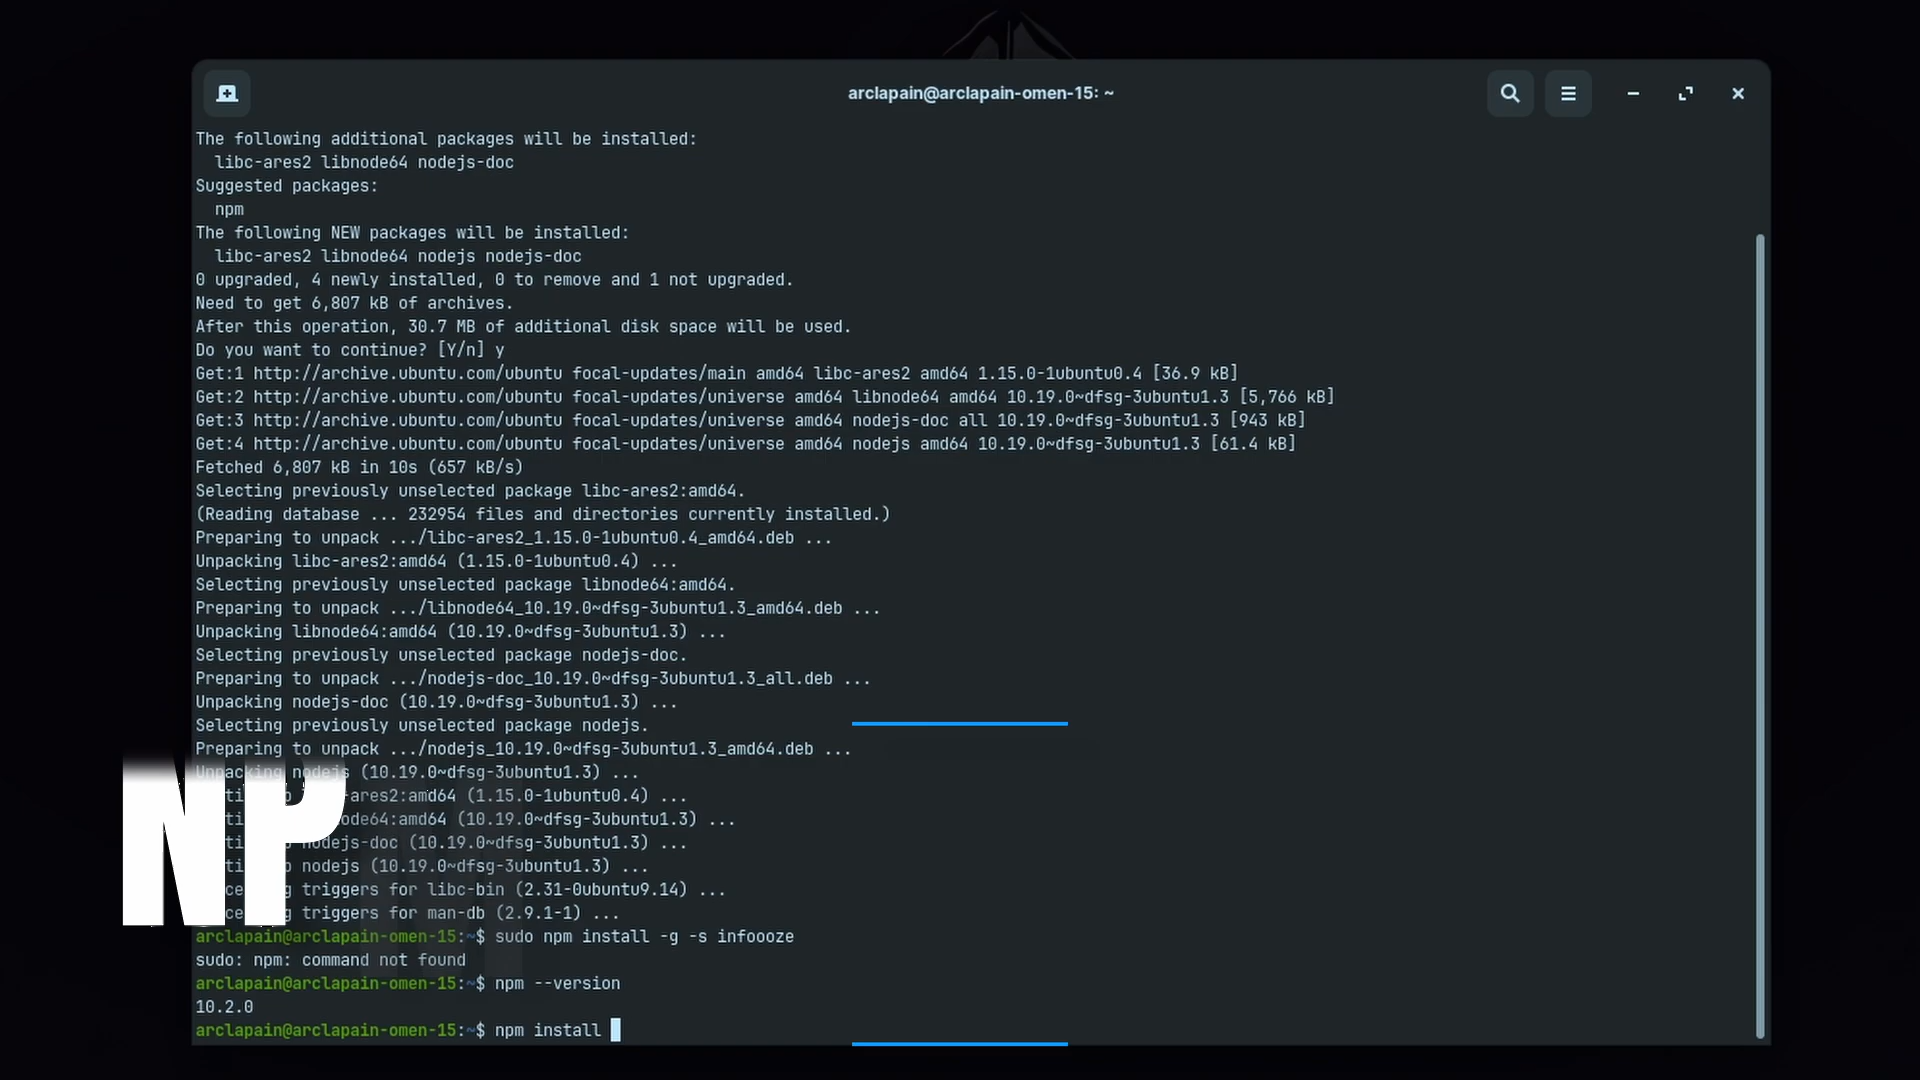 arclapain@arclapain-omen-15: ~
The following additional packages will be installed:
libc-ares2 libnode64 nodejs-doc
Suggested packages:
npm
The following NEW packages will be installed:
libc-ares2 libnode64 nodejs nodejs-doc
0 upgraded, 4 newly installed, 0 to remove and 1 not upgraded.
Need to get 6,807 kB of archives.
After this operation, 30.7 MB of additional disk space will be used.
Do you want to continue? [Y/n] y
Get:1 http://archive.ubuntu.com/ubuntu focal-updates/main amd64 libc-ares2 amd64 1.15.0-1ubuntu0.4 [36.9 kB]
Get:2 http://archive.ubuntu.com/ubuntu focal-updates/universe amd64 libnode64 amd64 10.19.0~dfsg-3ubuntu1.3 [5,766 kB]
Get:3 http://archive.ubuntu.com/ubuntu focal-updates/universe amd64 nodejs-doc all 10.19.0~dfsg-3ubuntu1.3 [943 kB]
Get:4 http://archive.ubuntu.com/ubuntu focal-updates/universe amd64 nodejs amd64 10.19.0~dfsg-3ubuntu1.3 [61.4 kB]
Fetched 6,807 kB in 10s (657 kB/s)
Selecting previously unselected package libc-ares2:amd64.
(Reading database ... 232954 files and directories currently installed.)
Preparing to unpack .../libc-ares2_1.15.0-1ubuntu0.4_amd64.deb ...
Unpacking libc-ares2:amd64 (1.15.0-1ubuntu0.4) ...
Selecting previously unselected package libnode64:amd64.
Preparing to unpack .../libnode64_10.19.0~dfsg-3ubuntu1.3_amd64.deb ...
Unpacking libnode64:amd64 (10.19.0~dfsg-3ubuntu1.3) ...
Selecting previously unselected package nodejs-doc.
Preparing to unpack .../nodejs-doc_10.19.0~dfsg-3ubuntu1.3_all.deb ...
Unpacking nodejs-doc (10.19.0~dfsg-3ubuntu1.3) ...
Selecting previously unselected package nodejs.
Preparing to unpack .../nodejs_10.19.0~dfsg-3ubuntu1.3_amd64.deb ...
Unpacking nodejs (10.19.0~dfsg-3ubuntu1.3) ...
-ares2:amd64 (1.15.0-1ubuntu0.4) ...
ode64:amd64 (10.19.0~dfsg-3ubuntu1.3) ...
nodejs-doc (10.19.0~dfsg-3ubuntu1.3) ...
nodejs (10.19.0~dfsg-3ubuntu1.3) ...
triggers for libc-bin (2.31-0ubuntu9.14) ...
triggers for man-db (2.9.1-1) ...
NP
arclapain@arclapain-omen-15:~$ sudo npm install -g -s infoooze
sudo: npm: command not found
arclapain@arclapain-omen-15:~$ npm --version
10.2.0
arclapain@arclapain-omen-15:~$ npm install